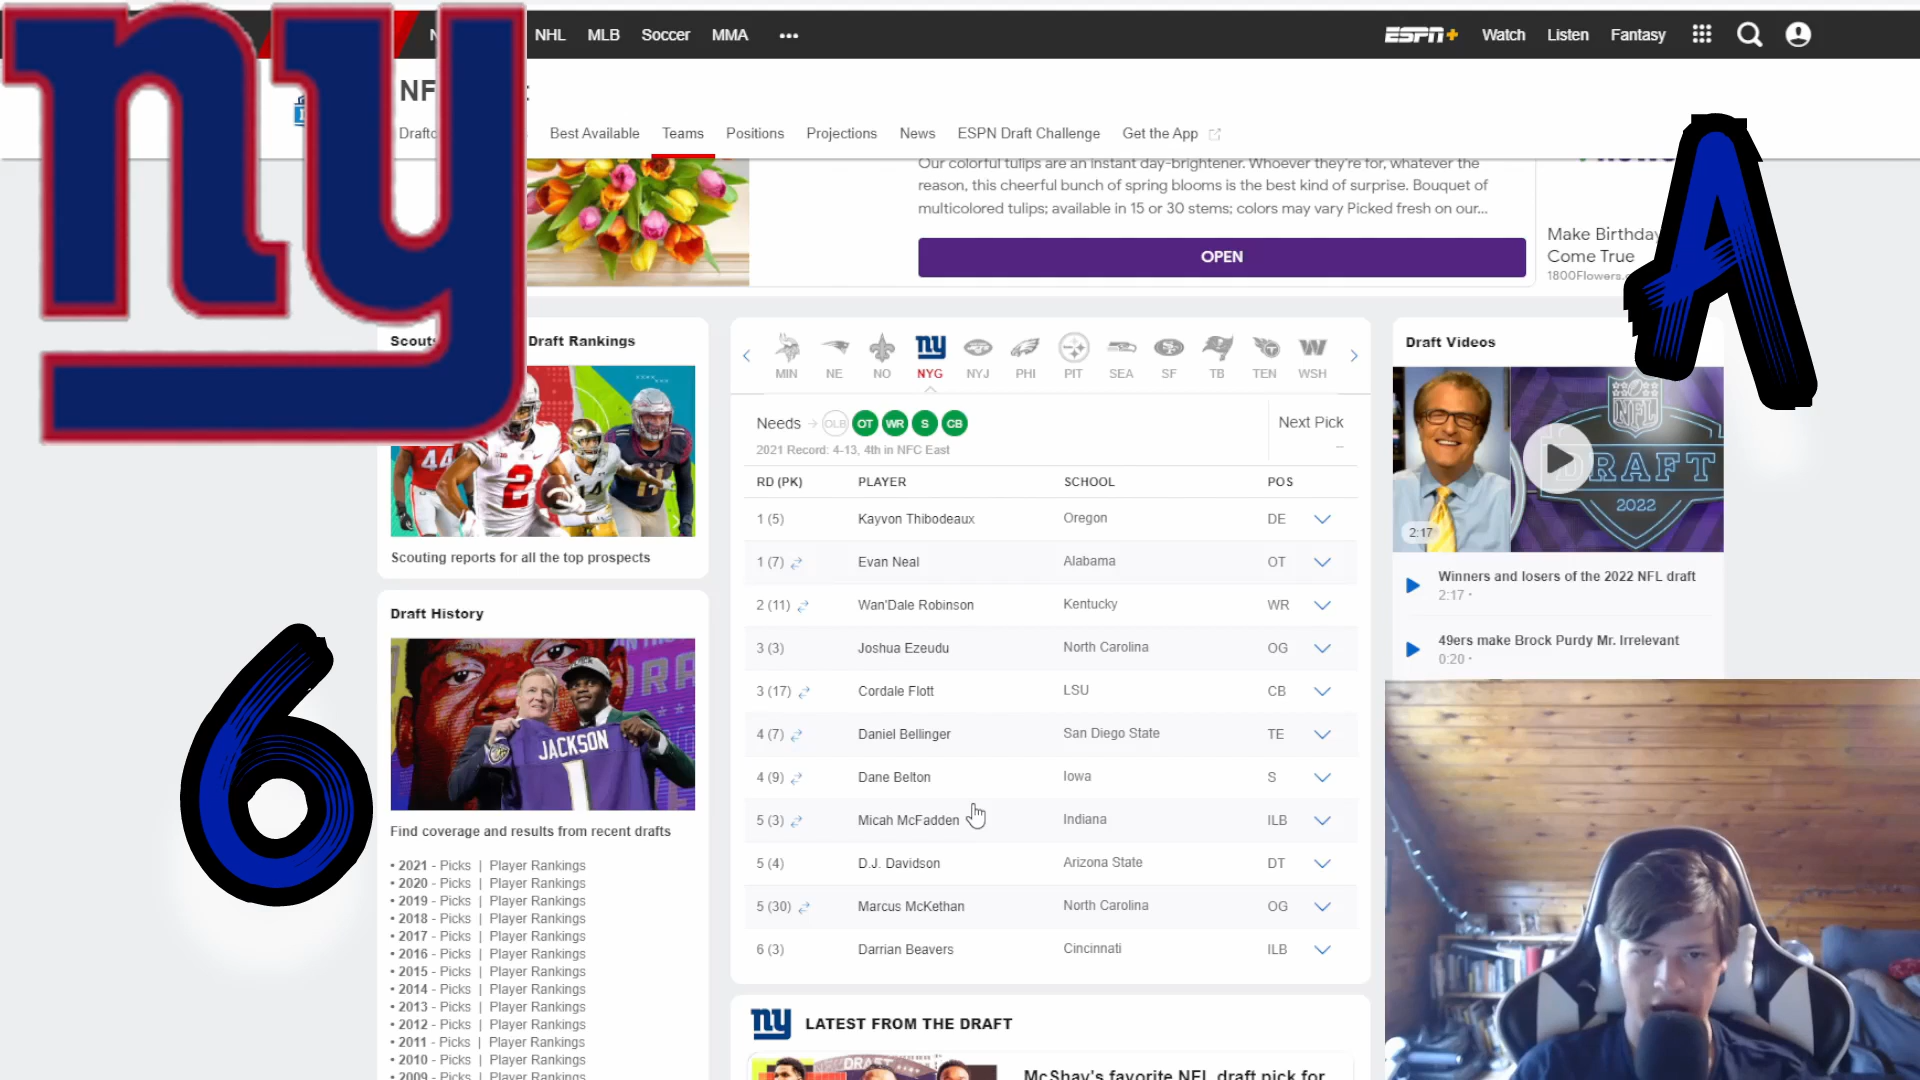 ny
NHL
MLB
Soccer
MMA
ESPN+
Watch
Listen
Fantasy
NF
Best Available
Teams
Positions
Projections
News
ESPN Draft Challenge
Get the App
Our colorful tulips are an instant day-brightener. Whoever they're for, whatever the
reason, this cheerful bunch of spring blooms is the best kind of surprise. Bouquet of
multicolored tulips; available in 15 or 30 stems; colors may vary Picked fresh on our...
OPEN
Make Birthday
Come True
1800Flowers.
A
6
Draft Rankings
44
2
14
11
Scouting reports for all the top prospects
Draft History
JACKSON
1
Find coverage and results from recent drafts
• 2021 - Picks | Player Rankings
• 2020 - Picks | Player Rankings
• 2019 - Picks | Player Rankings
• 2018 - Picks | Player Rankings
• 2017 - Picks | Player Rankings
• 2016 - Picks | Player Rankings
• 2015 - Picks | Player Rankings
• 2014 - Picks | Player Rankings
• 2013 - Picks | Player Rankings
• 2012 - Picks | Player Rankings
• 2011 - Picks | Player Rankings
• 2010 - Picks | Player Rankings
• 2009 - Picks | Player Rankings
ny
MIN NE NO NYG NYJ PHI PIT SEA SF TB TEN WSH
Needs OLB OT WR S CB
2021 Record: 4-13, 4th in NFC East
Next Pick
--
RD (PK) PLAYER SCHOOL POS
1 (5) Kayvon Thibodeaux Oregon DE
1 (7) Evan Neal Alabama OT
2 (11) Wan'Dale Robinson Kentucky WR
3 (3) Joshua Ezeudu North Carolina OG
3 (17) Cordale Flott LSU CB
4 (7) Daniel Bellinger San Diego State TE
4 (9) Dane Belton Iowa S
5 (3) Micah McFadden Indiana ILB
5 (4) D.J. Davidson Arizona State DT
5 (30) Marcus McKethan North Carolina OG
6 (3) Darrian Beavers Cincinnati ILB
ny LATEST FROM THE DRAFT
DRAFT
McShay's favorite NFL draft pick for
Draft Videos
NFL
DRAFT
2022
2:17
Winners and losers of the 2022 NFL draft
2:17 ·
49ers make Brock Purdy Mr. Irrelevant
0:20 ·